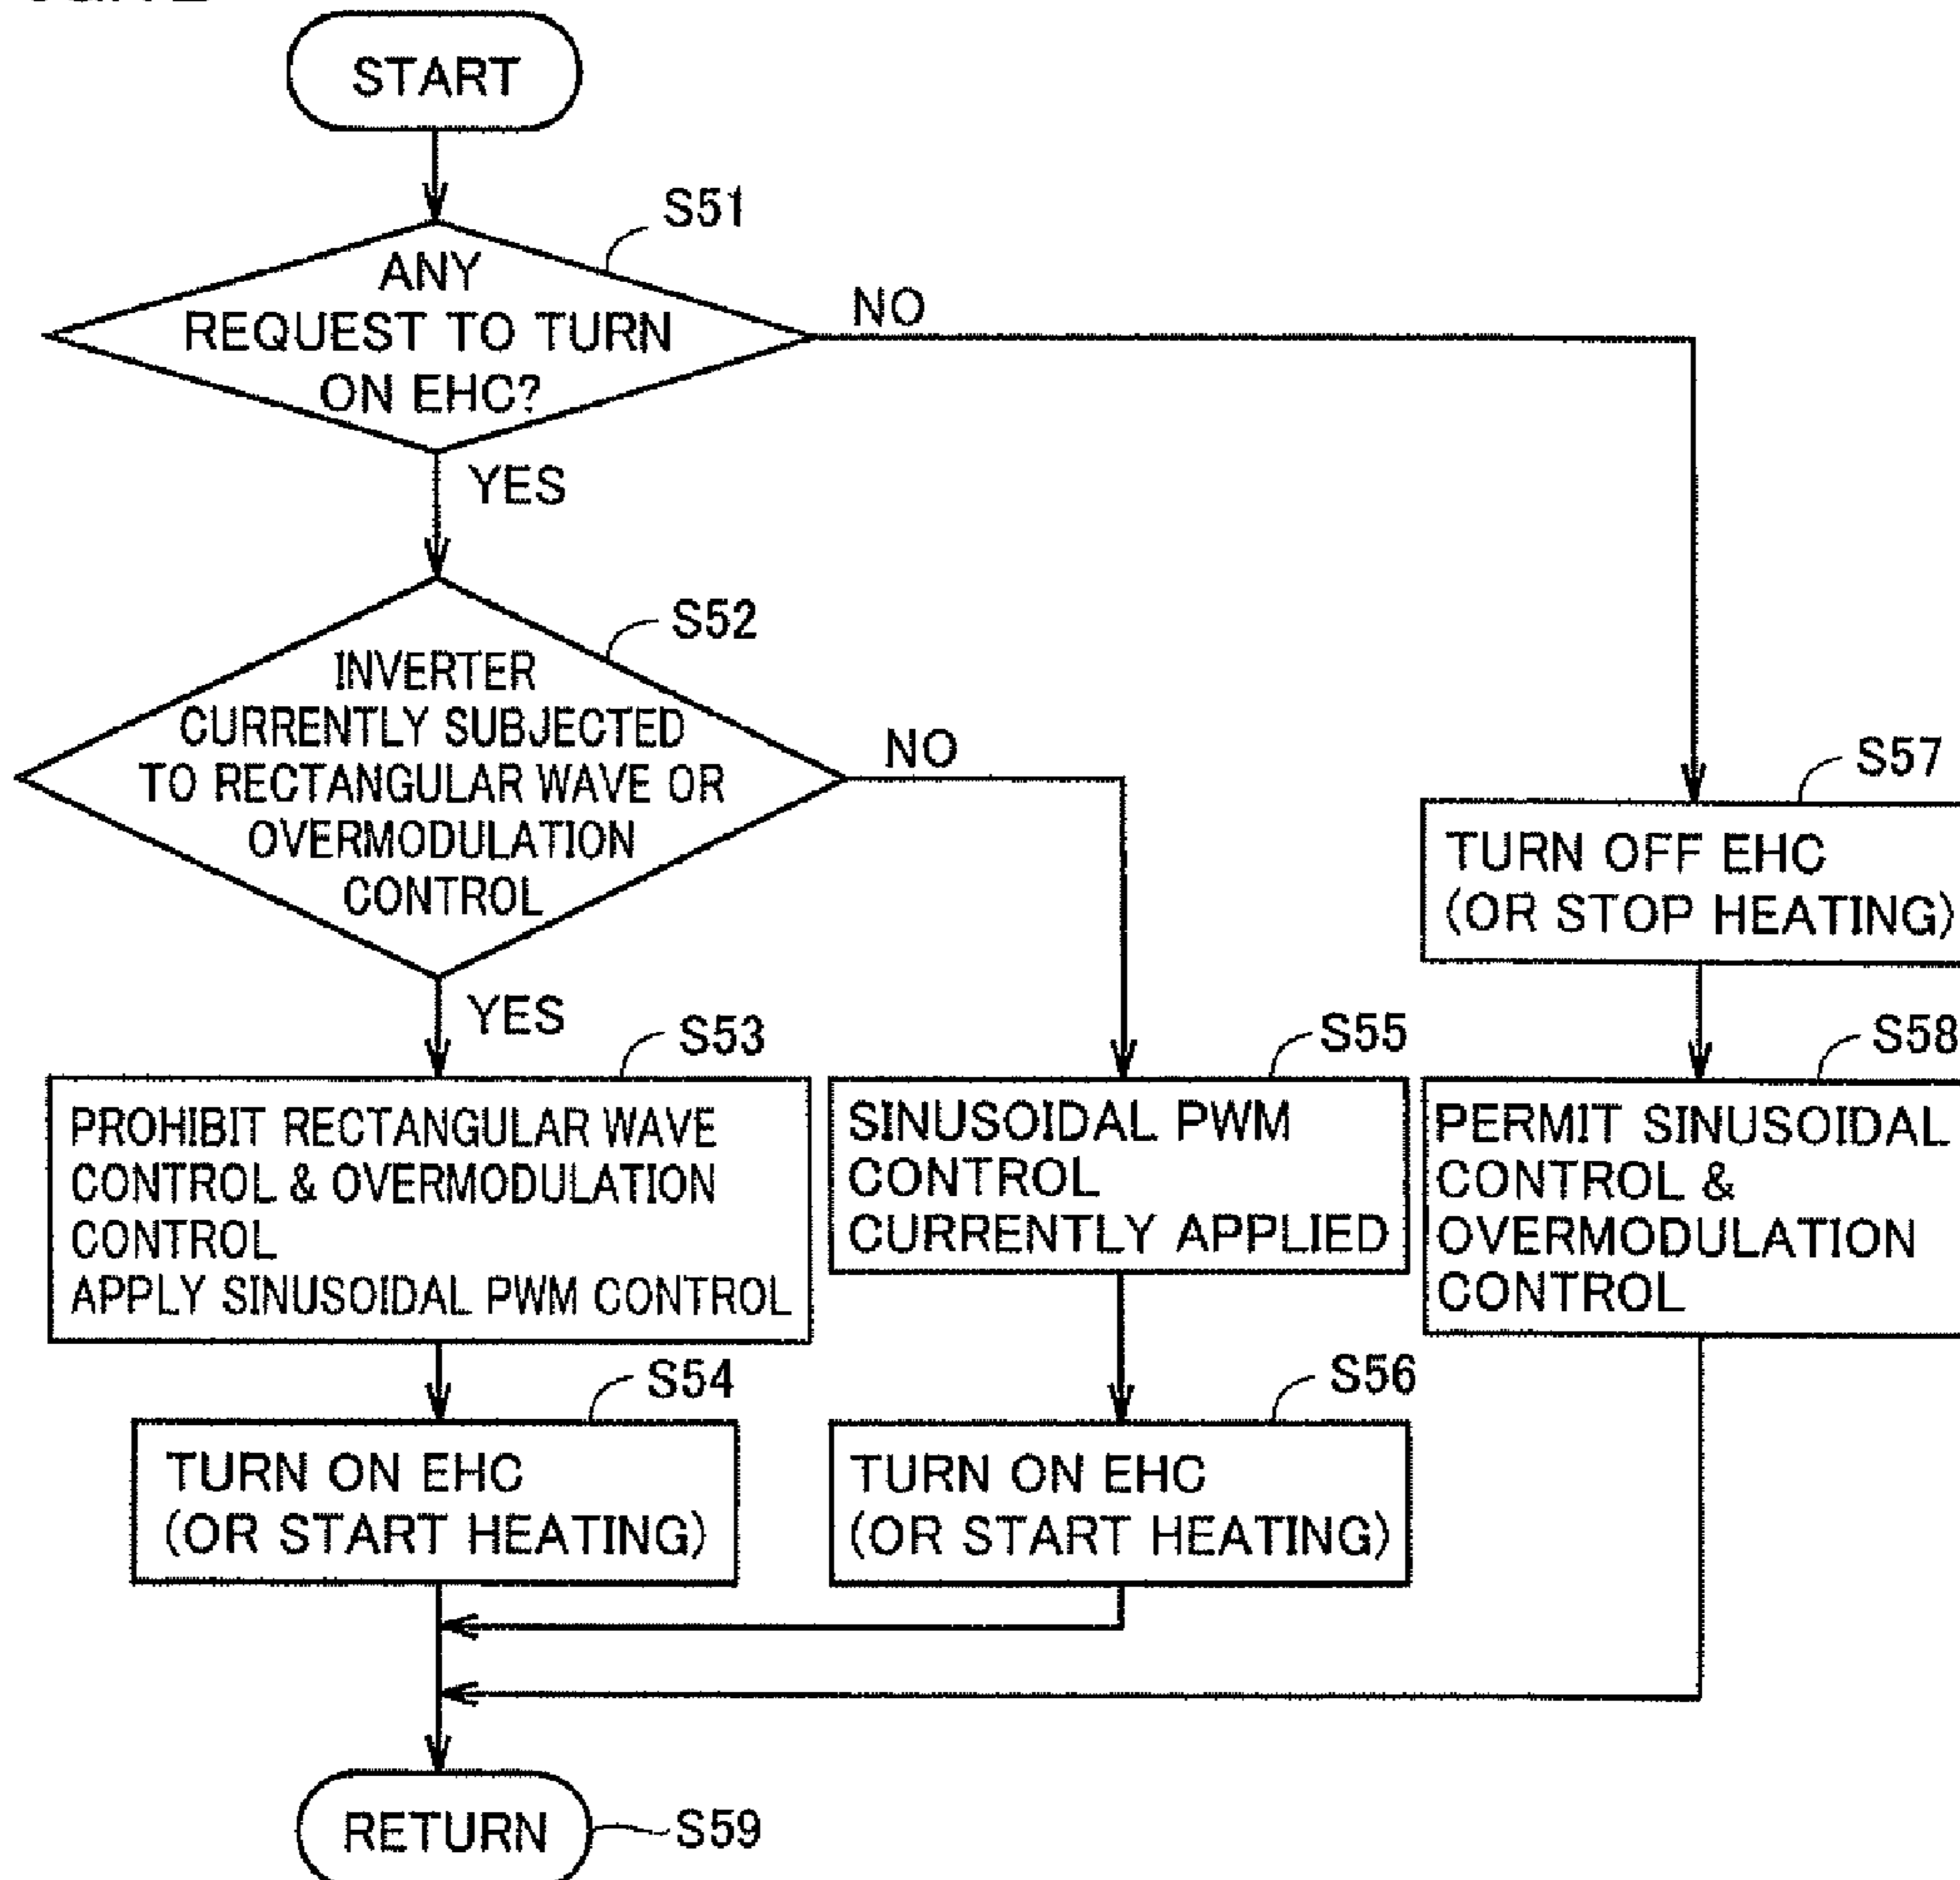 START
S51
ANY
REQUEST TO TURN
ON EHC?
NO
YES
S52
INVERTER
CURRENTLY SUBJECTED
TO RECTANGULAR WAVE OR
OVERMODULATION
CONTROL
NO
YES
S57
TURN OFF EHC
(OR STOP HEATING)
S53
PROHIBIT RECTANGULAR WAVE
CONTROL & OVERMODULATION
CONTROL
APPLY SINUSOIDAL PWM CONTROL
S55
SINUSOIDAL PWM
CONTROL
CURRENTLY APPLIED
S58
PERMIT SINUSOIDAL
CONTROL &
OVERMODULATION
CONTROL
S54
TURN ON EHC
(OR START HEATING)
S56
TURN ON EHC
(OR START HEATING)
RETURN
S59